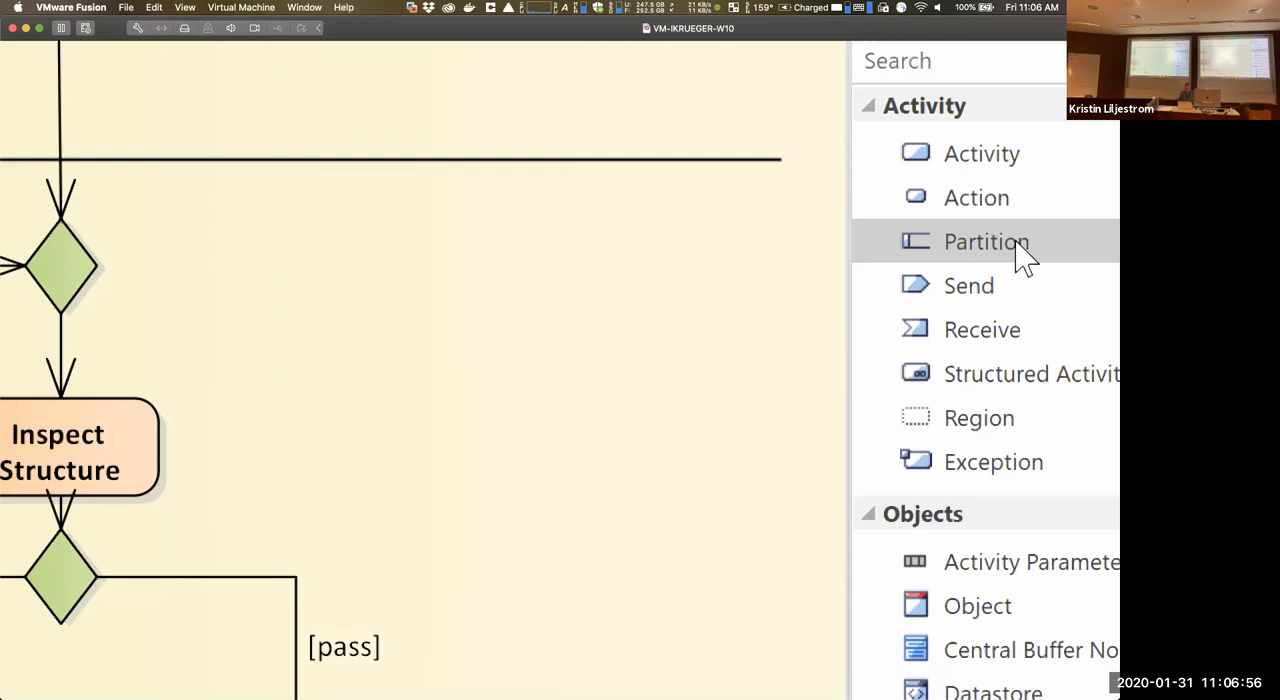 VMware Fusion File Edit View Virtual Machine Window Help 159° Charged 100% Fri 11:06 AM
VM-IKRUEGER-W10
Kristin Liljestrom
Search
Activity
Activity
Action
Partition
Send
Receive
Structured Activit
Region
Exception
Objects
Activity Paramete
Object
Central Buffer No
Datastore
Inspect
Structure
[pass]
2020-01-31 11:06:56